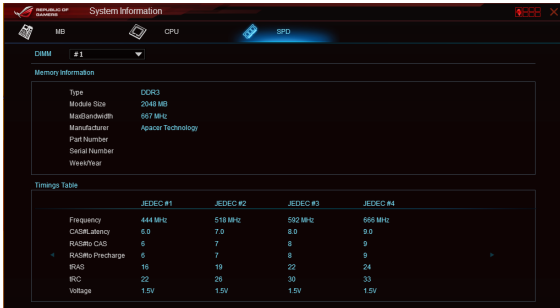 REPUBLIC OF GAMERS System Information
MB CPU SPD
DIMM #1
Memory Information
Type DDR3
Module Size 2048 MB
MaxBandwidth 667 MHz
Manufacturer Apacer Technology
Part Number
Serial Number
Week/Year
Timings Table
JEDEC #1 JEDEC #2 JEDEC #3 JEDEC #4
Frequency 444 MHz 518 MHz 592 MHz 666 MHz
CAS#Latency 6.0 7.0 8.0 9.0
RAS#to CAS 6 7 8 9
RAS#to Precharge 6 7 8 9
tRAS 16 19 22 24
tRC 22 26 30 33
Voltage 1.5V 1.5V 1.5V 1.5V